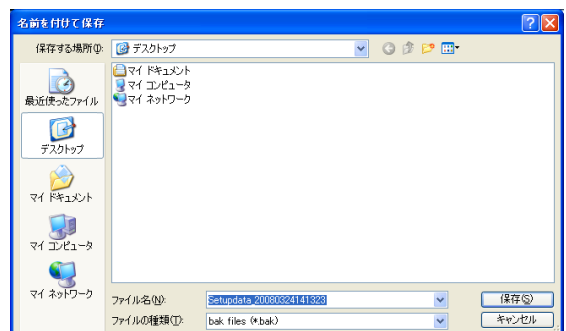 名前を付けて保存
保存する場所(I):
デスクトップ
マイ ドキュメント
マイ コンピュータ
マイ ネットワーク
最近使ったファイル
デスクトップ
マイ ドキュメント
マイ コンピュータ
マイ ネットワーク
ファイル名(N):
Setupdata_20080324141323
保存(S)
ファイルの種類(T):
bak files (*.bak)
キャンセル